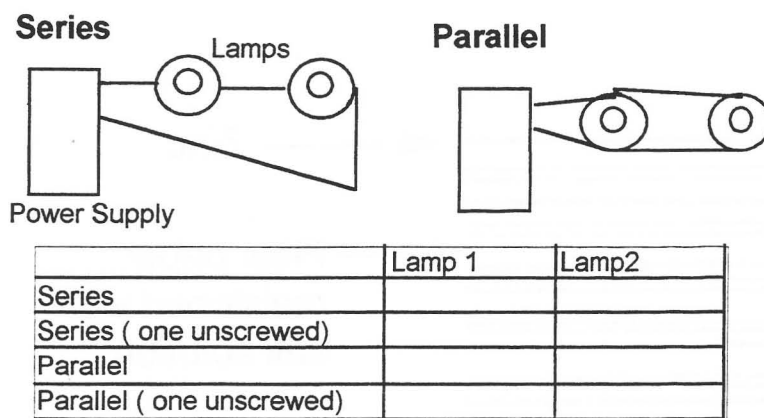 Series
Lamps
Parallel
Power Supply
Lamp 1 Lamp2
Series
Series ( one unscrewed)
Parallel
Parallel ( one unscrewed)